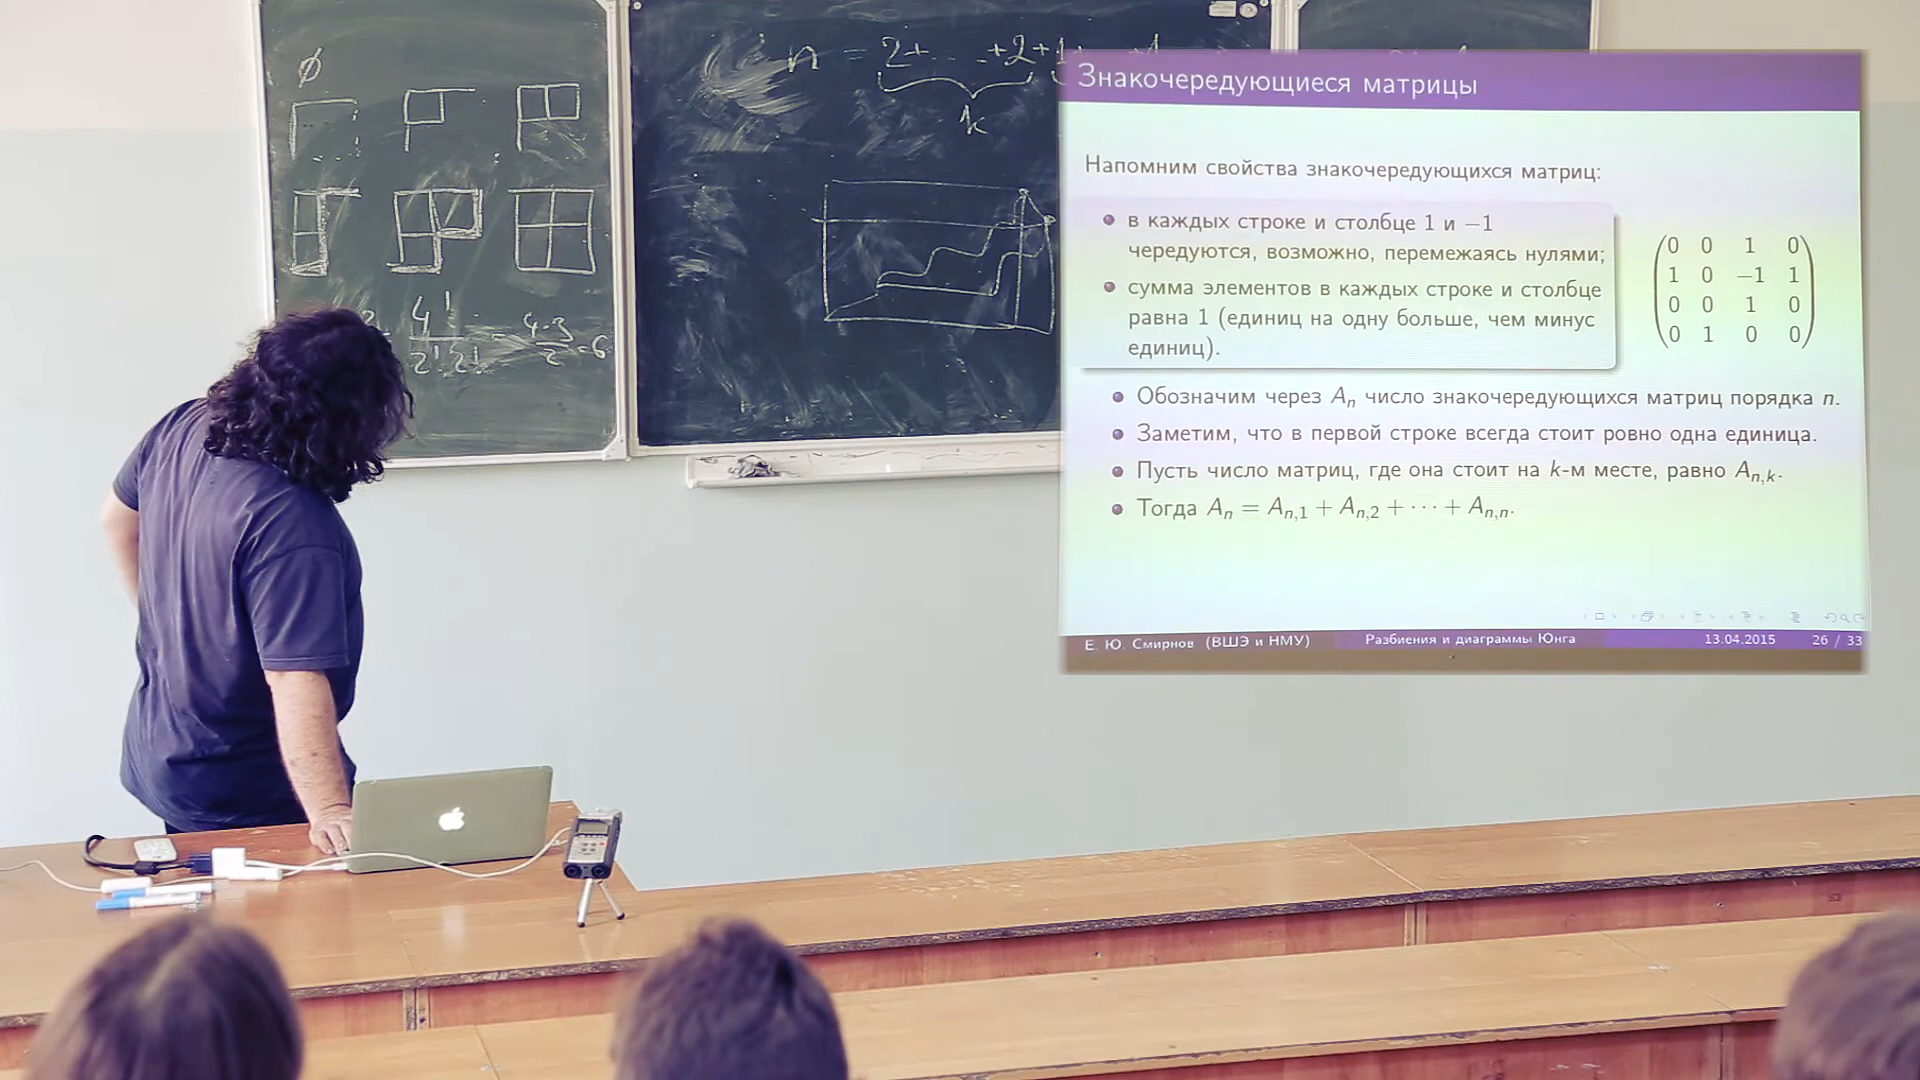 ∅
n = 2+ ... +2+1
k
4! / 2!2! = 4·3 / 2 = 6
Знакочередующиеся матрицы
Напомним свойства знакочередующихся матриц:
в каждых строке и столбце 1 и −1
чередуются, возможно, перемежаясь нулями;
сумма элементов в каждых строке и столбце
равна 1 (единиц на одну больше, чем минус
единиц).
0 0 1 0
1 0 −1 1
0 0 1 0
0 1 0 0
Обозначим через Aₙ число знакочередующихся матриц порядка n.
Заметим, что в первой строке всегда стоит ровно одна единица.
Пусть число матриц, где она стоит на k-м месте, равно Aₙ,ₖ.
Тогда Aₙ = Aₙ,₁ + Aₙ,₂ + ⋯ + Aₙ,ₙ.
Е. Ю. Смирнов (ВШЭ и НМУ) Разбиения и диаграммы Юнга 13.04.2015 26 / 33